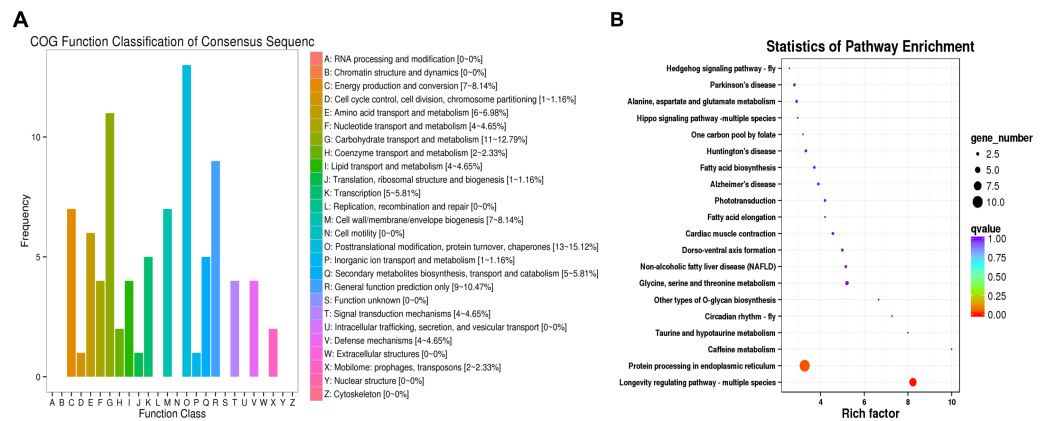 A
COG Function Classification of Consensus Sequenc
10
5
0
Frequency
A B C D E F G H I J K L M N O P Q R S T U V W X Y Z
Function Class
A: RNA processing and modification [0~0%]
B: Chromatin structure and dynamics [0~0%]
C: Energy production and conversion [7~8.14%]
D: Cell cycle control, cell division, chromosome partitioning [1~1.16%]
E: Amino acid transport and metabolism [6~6.98%]
F: Nucleotide transport and metabolism [4~4.65%]
G: Carbohydrate transport and metabolism [11~12.79%]
H: Coenzyme transport and metabolism [2~2.33%]
I: Lipid transport and metabolism [4~4.65%]
J: Translation, ribosomal structure and biogenesis [1~1.16%]
K: Transcription [5~5.81%]
L: Replication, recombination and repair [0~0%]
M: Cell wall/membrane/envelope biogenesis [7~8.14%]
N: Cell motility [0~0%]
O: Posttranslational modification, protein turnover, chaperones [13~15.12%]
P: Inorganic ion transport and metabolism [1~1.16%]
Q: Secondary metabolites biosynthesis, transport and catabolism [5~5.81%]
R: General function prediction only [9~10.47%]
S: Function unknown [0~0%]
T: Signal transduction mechanisms [4~4.65%]
U: Intracellular trafficking, secretion, and vesicular transport [0~0%]
V: Defense mechanisms [4~4.65%]
W: Extracellular structures [0~0%]
X: Mobilome: prophages, transposons [2~2.33%]
Y: Nuclear structure [0~0%]
Z: Cytoskeleton [0~0%]
B
Statistics of Pathway Enrichment
Hedgehog signaling pathway - fly
Parkinson's disease
Alanine, aspartate and glutamate metabolism
Hippo signaling pathway -multiple species
One carbon pool by folate
Huntington's disease
Fatty acid biosynthesis
Alzheimer's disease
Phototransduction
Fatty acid elongation
Cardiac muscle contraction
Dorso-ventral axis formation
Non-alcoholic fatty liver disease (NAFLD)
Glycine, serine and threonine metabolism
Other types of O-glycan biosynthesis
Circadian rhythm - fly
Taurine and hypotaurine metabolism
Caffeine metabolism
Protein processing in endoplasmic reticulum
Longevity regulating pathway - multiple species
4 6 8 10
Rich factor
gene_number
2.5
5.0
7.5
10.0
qvalue
1.00
0.75
0.50
0.25
0.00